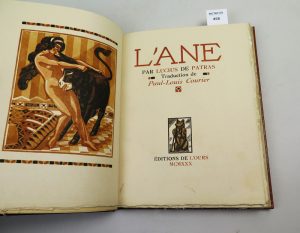 L'ANE
PAR LUCIUS DE PATRAS
Traduction de
Paul-Louis Courier
ÉDITIONS DE L'OURS
MCMXXX